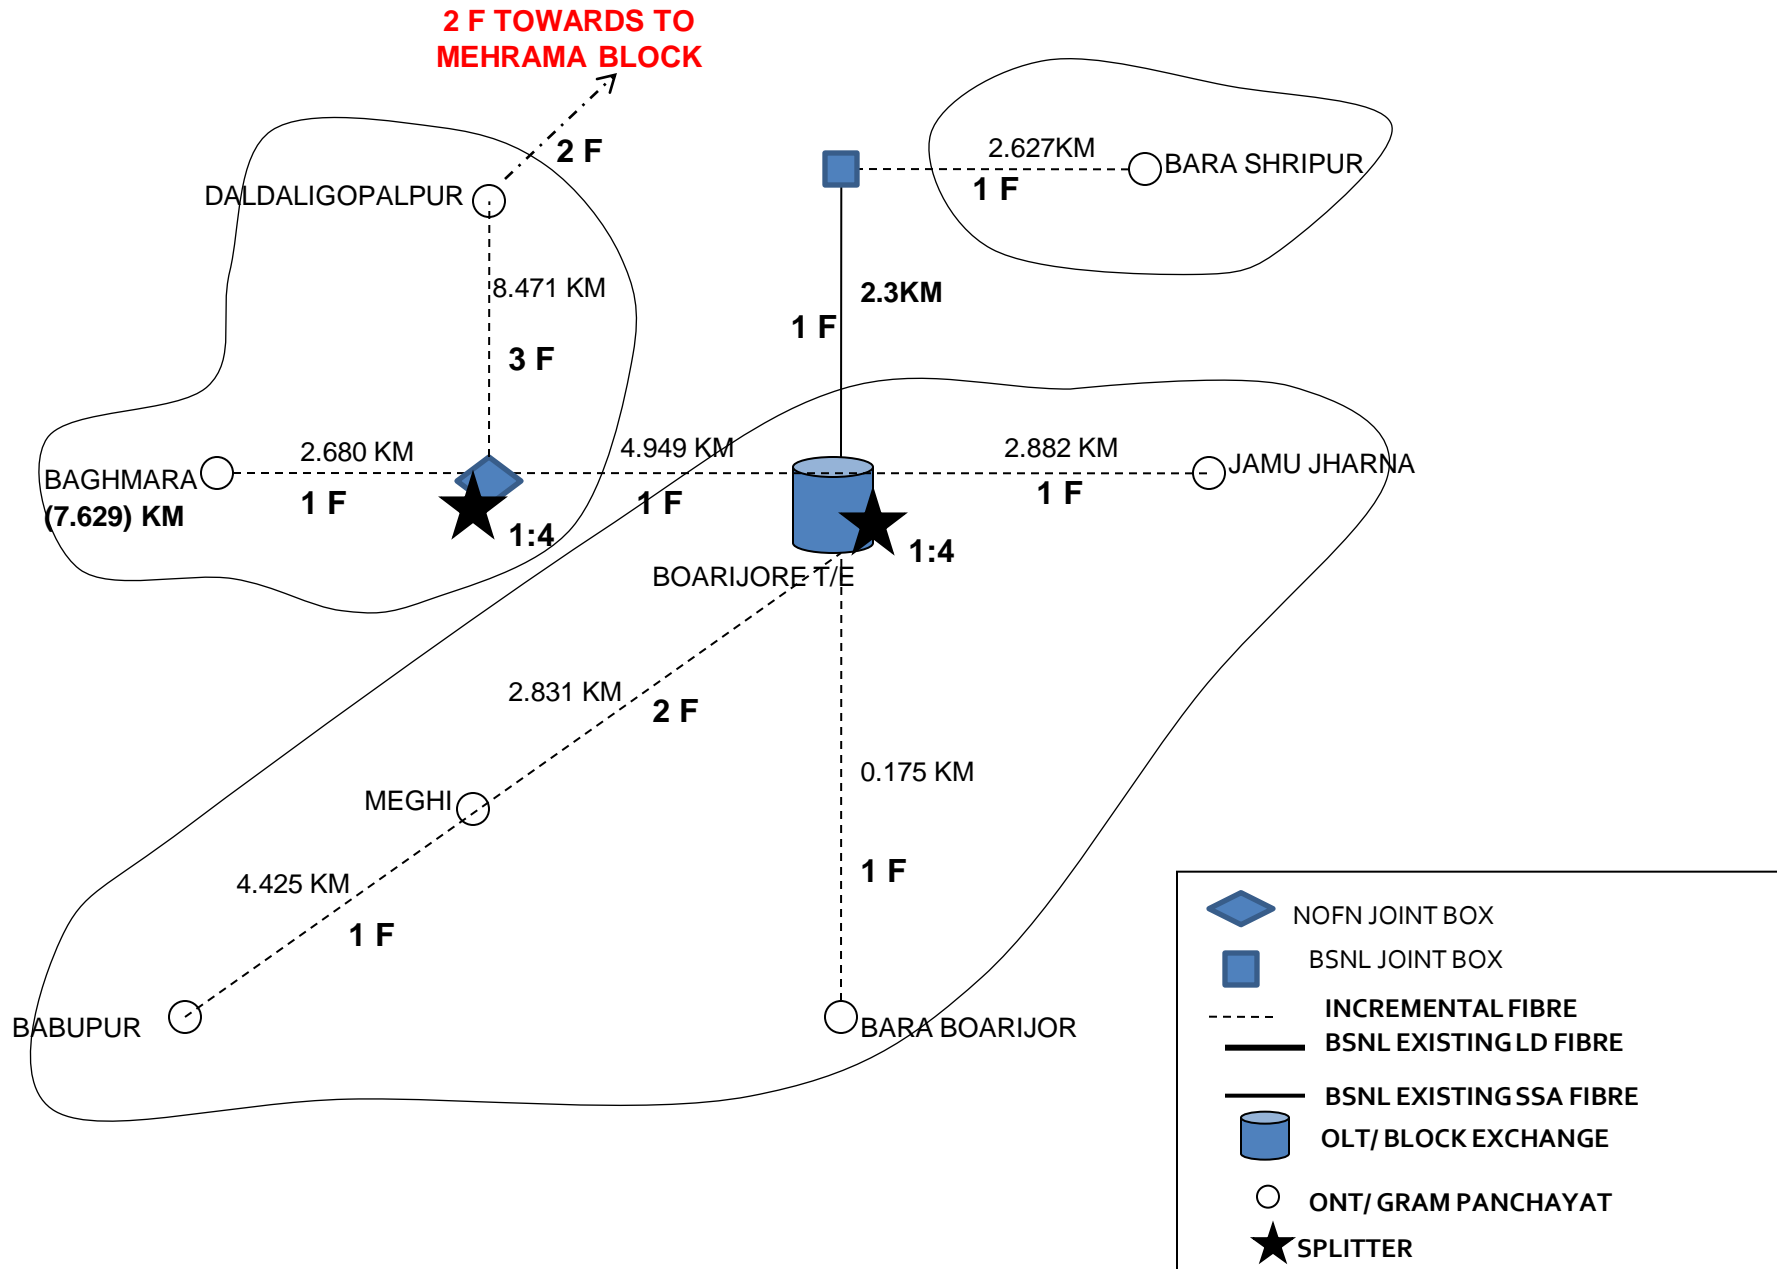 2 F TOWARDS TO
MEHRAMA BLOCK
2 F
2.627KM
BARA SHRIPUR
1 F
DALDALIGOPALPUR
8.471 KM
2.3KM
1 F
3 F
2.680 KM
4.949 KM
2.882 KM
JAMU JHARNA
BAGHMARA
1 F
1 F
1 F
(7.629) KM
1:4
1:4
BOARIJORE T/E
2.831 KM
2 F
0.175 KM
MEGHI
1 F
4.425 KM
1 F
BABUPUR
BARA BOARIJOR
NOFN JOINT BOX
BSNL JOINT BOX
INCREMENTAL FIBRE
BSNL EXISTING LD FIBRE
BSNL EXISTING SSA FIBRE
OLT/ BLOCK EXCHANGE
ONT/ GRAM PANCHAYAT
SPLITTER